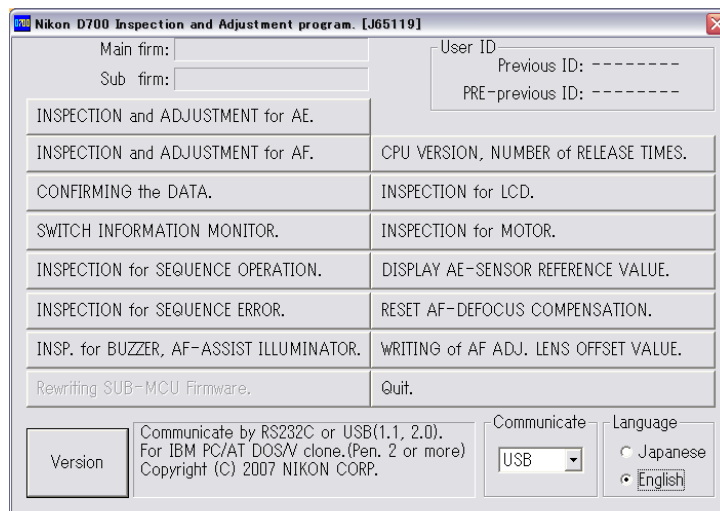 D700 Nikon D700 Inspection and Adjustment program. [J65119]
Main firm:
Sub firm:
User ID
Previous ID: --------
PRE-previous ID: --------
INSPECTION and ADJUSTMENT for AE.
INSPECTION and ADJUSTMENT for AF.
CPU VERSION, NUMBER of RELEASE TIMES.
CONFIRMING the DATA.
INSPECTION for LCD.
SWITCH INFORMATION MONITOR.
INSPECTION for MOTOR.
INSPECTION for SEQUENCE OPERATION.
DISPLAY AE-SENSOR REFERENCE VALUE.
INSPECTION for SEQUENCE ERROR.
RESET AF-DEFOCUS COMPENSATION.
INSP. for BUZZER, AF-ASSIST ILLUMINATOR.
WRITING of AF ADJ. LENS OFFSET VALUE.
Rewriting SUB-MCU Firmware.
Quit.
Version
Communicate by RS232C or USB(1.1, 2.0).
For IBM PC/AT DOS/V clone.(Pen. 2 or more)
Copyright (C) 2007 NIKON CORP.
Communicate
USB
Language
Japanese
English